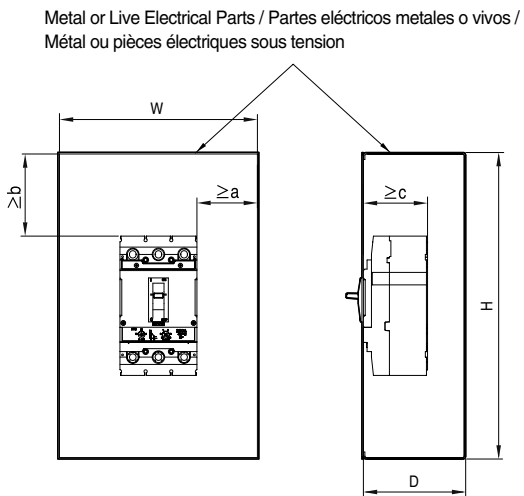 Metal or Live Electrical Parts / Partes eléctricos metales o vivos /
Métal ou pièces électriques sous tension
W
≥b
≥a
≥c
H
D